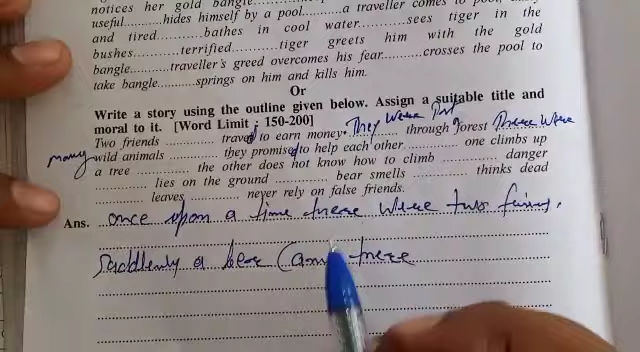 notices her gold bangle
useful..........hides himself by a pool..........a traveller comes to pool,
and tired..........bathes in cool water..........sees tiger in the
bushes..........terrified..........tiger greets him with the gold
bangle..........traveller's greed overcomes his fear..........crosses the pool to
take bangle..........springs on him and kills him.
Or
Write a story using the outline given below. Assign a suitable title and
moral to it. [Word Limit : 150-200]
Two friends ............ travel to earn money. They were ............ through forest There were
many wild animals ............ they promised to help each other ............ one climbs up
a tree ............ the other does not know how to climb ............ danger
............ lies on the ground ............ bear smells ............ thinks dead
............ leaves ............ never rely on false friends.
Ans. once upon a time there were two
Suddenly a bear came there